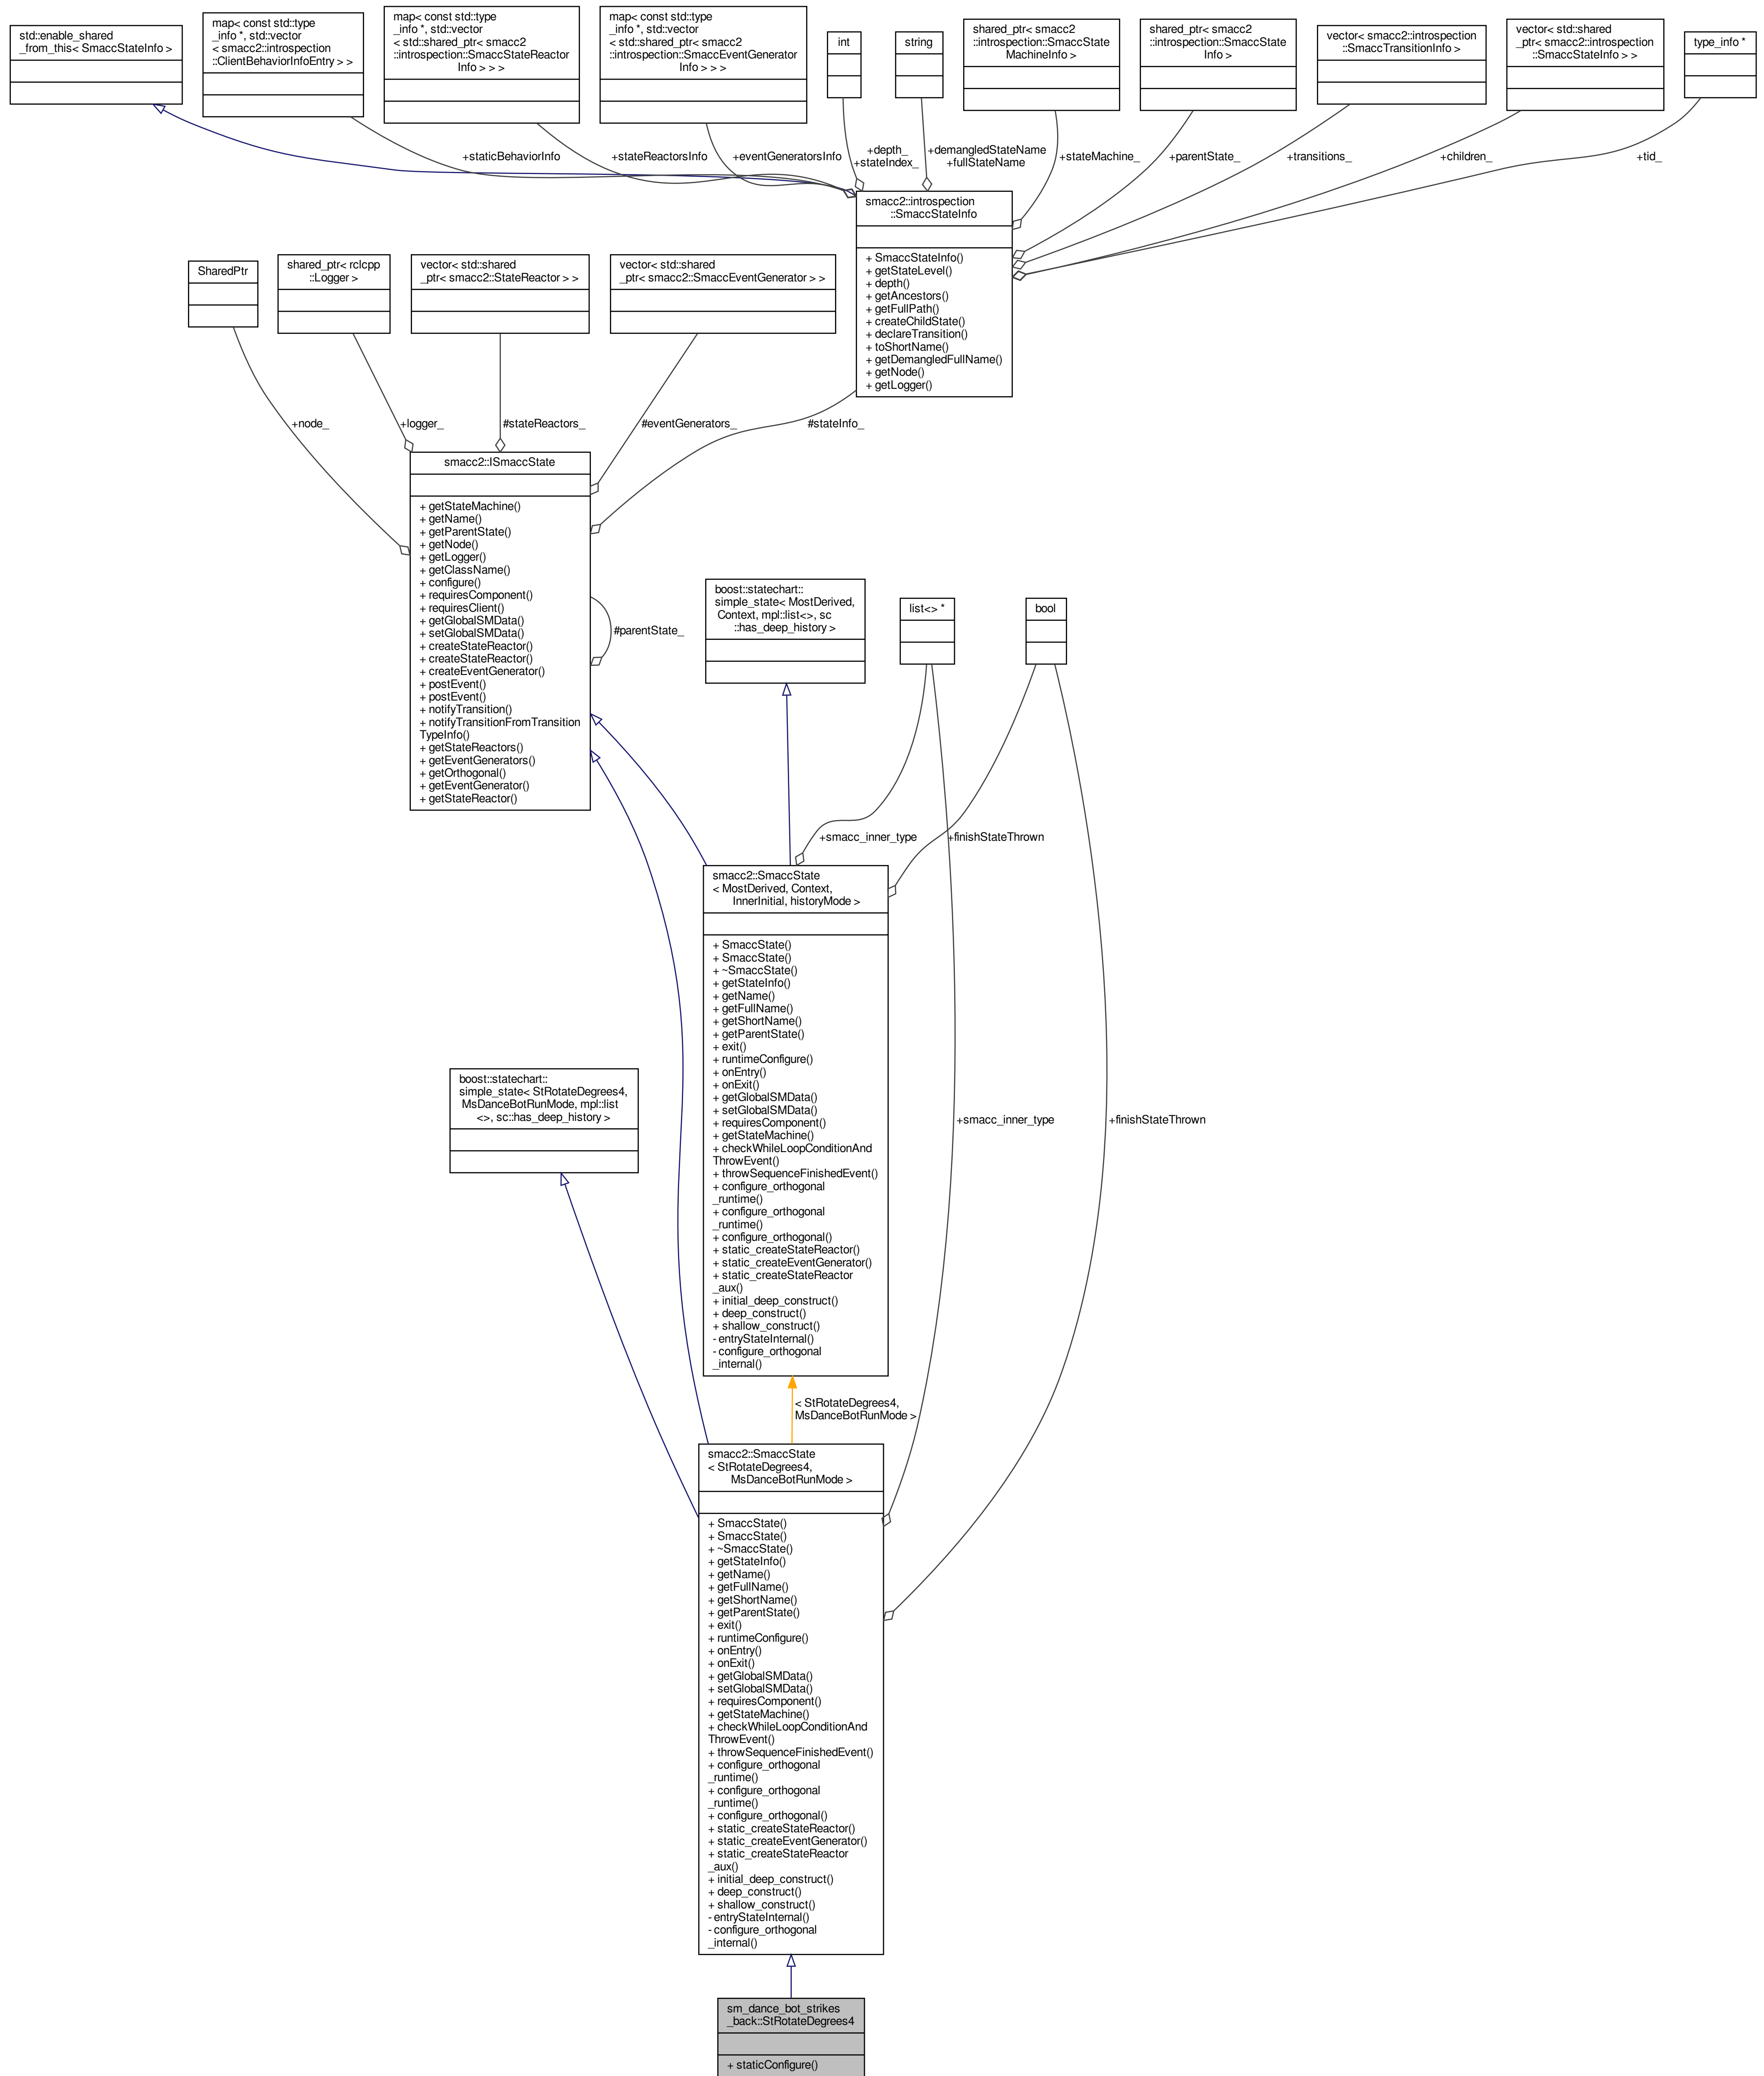 std::enable_shared
_from_this< SmaccStateInfo >
map< const std::type
_info *, std::vector
< smacc2::introspection
::ClientBehaviorInfoEntry > >
map< const std::type
_info *, std::vector
< std::shared_ptr< smacc2
::introspection::SmaccStateReactor
Info > > >
map< const std::type
_info *, std::vector
< std::shared_ptr< smacc2
::introspection::SmaccEventGenerator
Info > > >
int
string
shared_ptr< smacc2
::introspection::SmaccState
MachineInfo >
shared_ptr< smacc2
::introspection::SmaccState
Info >
vector< smacc2::introspection
::SmaccTransitionInfo >
vector< std::shared
_ptr< smacc2::introspection
::SmaccStateInfo > >
type_info *
+staticBehaviorInfo
+stateReactorsInfo
+eventGeneratorsInfo
+depth_
+stateIndex_
+demangledStateName
+fullStateName
+stateMachine_
+parentState_
+transitions_
+children_
+tid_
smacc2::introspection
::SmaccStateInfo
+ SmaccStateInfo()
+ getStateLevel()
+ depth()
+ getAncestors()
+ getFullPath()
+ createChildState()
+ declareTransition()
+ toShortName()
+ getDemangledFullName()
+ getNode()
+ getLogger()
SharedPtr
shared_ptr< rclcpp
::Logger >
vector< std::shared
_ptr< smacc2::StateReactor > >
vector< std::shared
_ptr< smacc2::SmaccEventGenerator > >
+node_
+logger_
#stateReactors_
#eventGenerators_
#stateInfo_
smacc2::ISmaccState
+ getStateMachine()
+ getName()
+ getParentState()
+ getNode()
+ getLogger()
+ getClassName()
+ configure()
+ requiresComponent()
+ requiresClient()
+ getGlobalSMData()
+ setGlobalSMData()
+ createStateReactor()
+ createStateReactor()
+ createEventGenerator()
+ postEvent()
+ postEvent()
+ notifyTransition()
+ notifyTransitionFromTransition
TypeInfo()
+ getStateReactors()
+ getEventGenerators()
+ getOrthogonal()
+ getEventGenerator()
+ getStateReactor()
#parentState_
boost::statechart::
simple_state< MostDerived,
Context, mpl::list<>, sc
::has_deep_history >
list<> *
bool
+smacc_inner_type
+finishStateThrown
smacc2::SmaccState
< MostDerived, Context,
InnerInitial, historyMode >
+ SmaccState()
+ SmaccState()
+ ~SmaccState()
+ getStateInfo()
+ getName()
+ getFullName()
+ getShortName()
+ getParentState()
+ exit()
+ runtimeConfigure()
+ onEntry()
+ onExit()
+ getGlobalSMData()
+ setGlobalSMData()
+ requiresComponent()
+ getStateMachine()
+ checkWhileLoopConditionAnd
ThrowEvent()
+ throwSequenceFinishedEvent()
+ configure_orthogonal
_runtime()
+ configure_orthogonal
_runtime()
+ configure_orthogonal()
+ static_createStateReactor()
+ static_createEventGenerator()
+ static_createStateReactor
_aux()
+ initial_deep_construct()
+ deep_construct()
+ shallow_construct()
- entryStateInternal()
- configure_orthogonal
_internal()
boost::statechart::
simple_state< StRotateDegrees4,
MsDanceBotRunMode, mpl::list
<>, sc::has_deep_history >
+smacc_inner_type
+finishStateThrown
< StRotateDegrees4,
MsDanceBotRunMode >
smacc2::SmaccState
< StRotateDegrees4,
MsDanceBotRunMode >
+ SmaccState()
+ SmaccState()
+ ~SmaccState()
+ getStateInfo()
+ getName()
+ getFullName()
+ getShortName()
+ getParentState()
+ exit()
+ runtimeConfigure()
+ onEntry()
+ onExit()
+ getGlobalSMData()
+ setGlobalSMData()
+ requiresComponent()
+ getStateMachine()
+ checkWhileLoopConditionAnd
ThrowEvent()
+ throwSequenceFinishedEvent()
+ configure_orthogonal
_runtime()
+ configure_orthogonal
_runtime()
+ configure_orthogonal()
+ static_createStateReactor()
+ static_createEventGenerator()
+ static_createStateReactor
_aux()
+ initial_deep_construct()
+ deep_construct()
+ shallow_construct()
- entryStateInternal()
- configure_orthogonal
_internal()
sm_dance_bot_strikes
_back::StRotateDegrees4
+ staticConfigure()